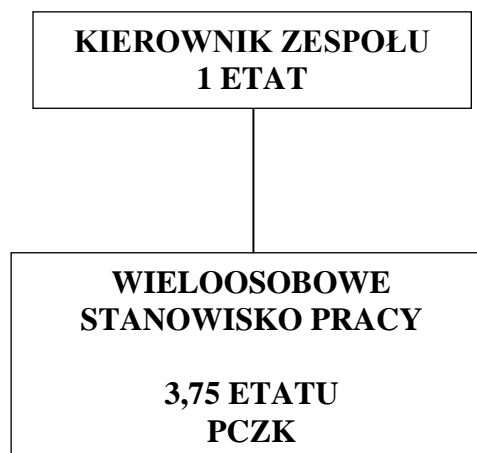 KIEROWNIK ZESPOŁU
1 ETAT
WIELOOSOBOWE
STANOWISKO PRACY
3,75 ETATU
PCZK